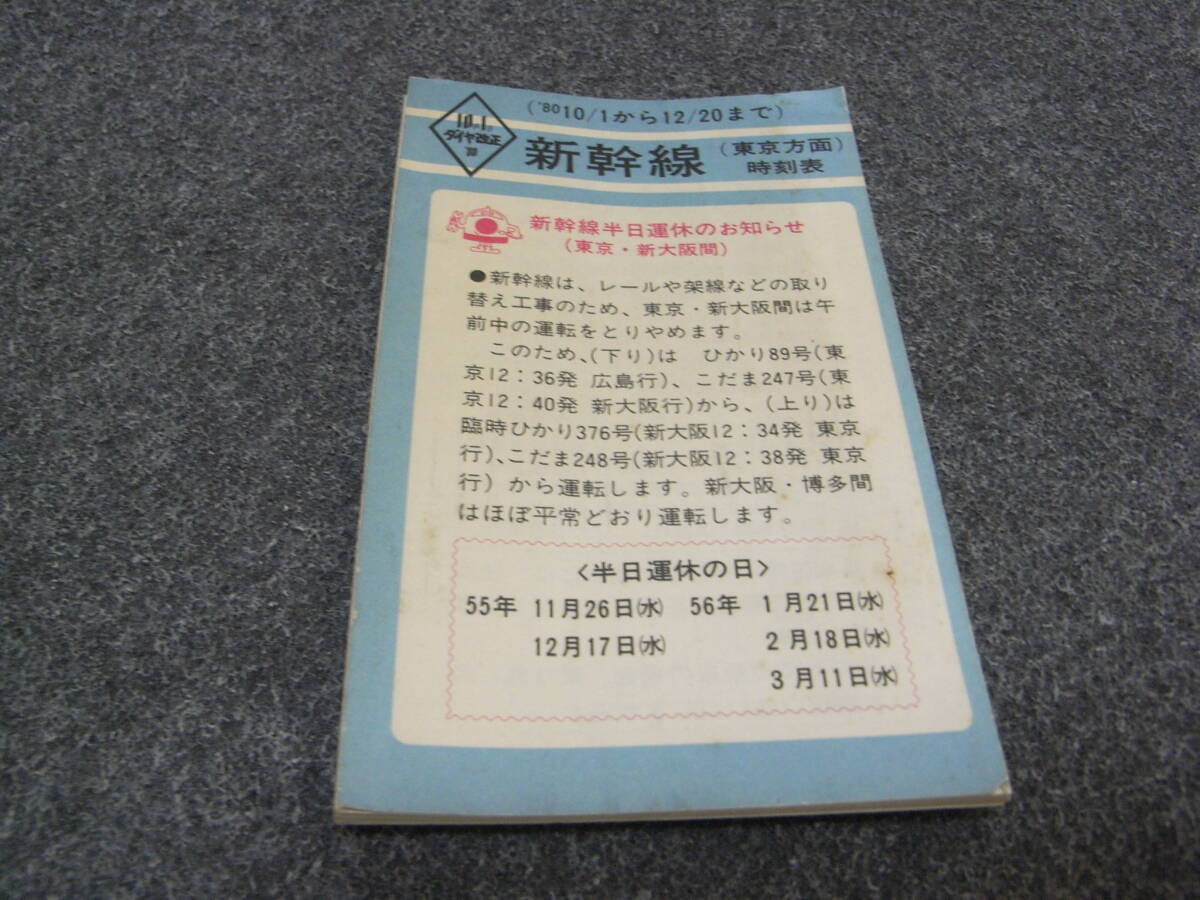 ('80 10/1から12/20まで)
10-1
ダイヤ改正
'80
新幹線
(東京方面)
時刻表
新幹線半日運休のお知らせ
(東京・新大阪間)
●新幹線は、レールや架線などの取り
替え工事のため、東京・新大阪間は午
前中の運転をとりやめます。
このため、(下り)は ひかり89号(東
京12:36発 広島行)、こだま247号(東
京12:40発 新大阪行)から、(上り)は
臨時ひかり376号(新大阪12:34発 東京
行)、こだま248号(新大阪12:38発 東京
行) から運転します。新大阪・博多間
はほぼ平常どおり運転します。
〈半日運休の日〉
55年 11月26日㈬ 56年 1月21日㈬
12月17日㈬ 2月18日㈬
3月11日㈬